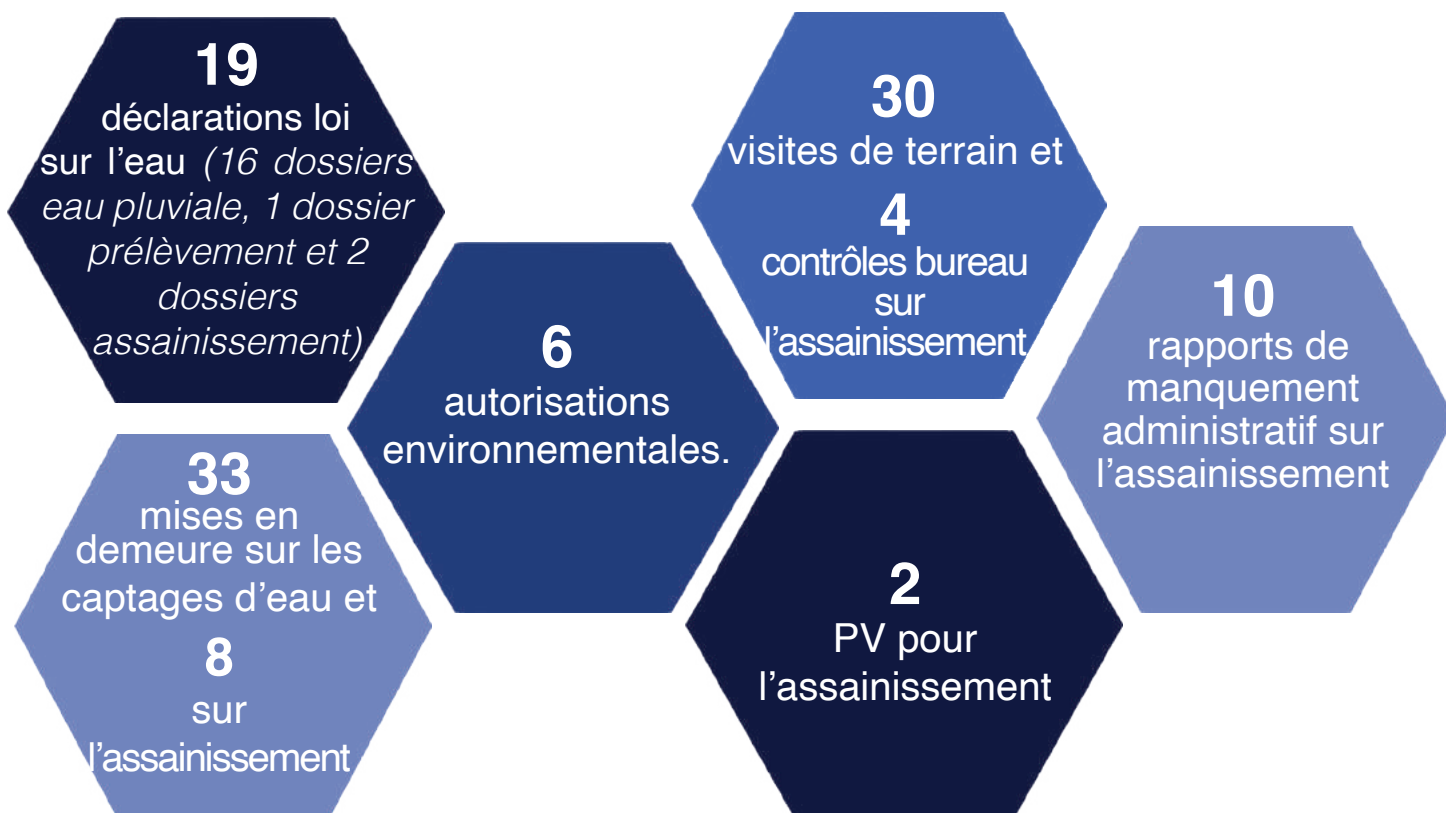 19
déclarations loi
sur l’eau (16 dossiers
eau pluviale, 1 dossier
prélèvement et 2
dossiers
assainissement)
30
visites de terrain et
4
contrôles bureau
sur
l’assainissement
6
autorisations
environnementales.
10
rapports de
manquement
administratif sur
l’assainissement
33
mises en
demeure sur les
captages d’eau et
8
sur
l’assainissement
2
PV pour
l’assainissement